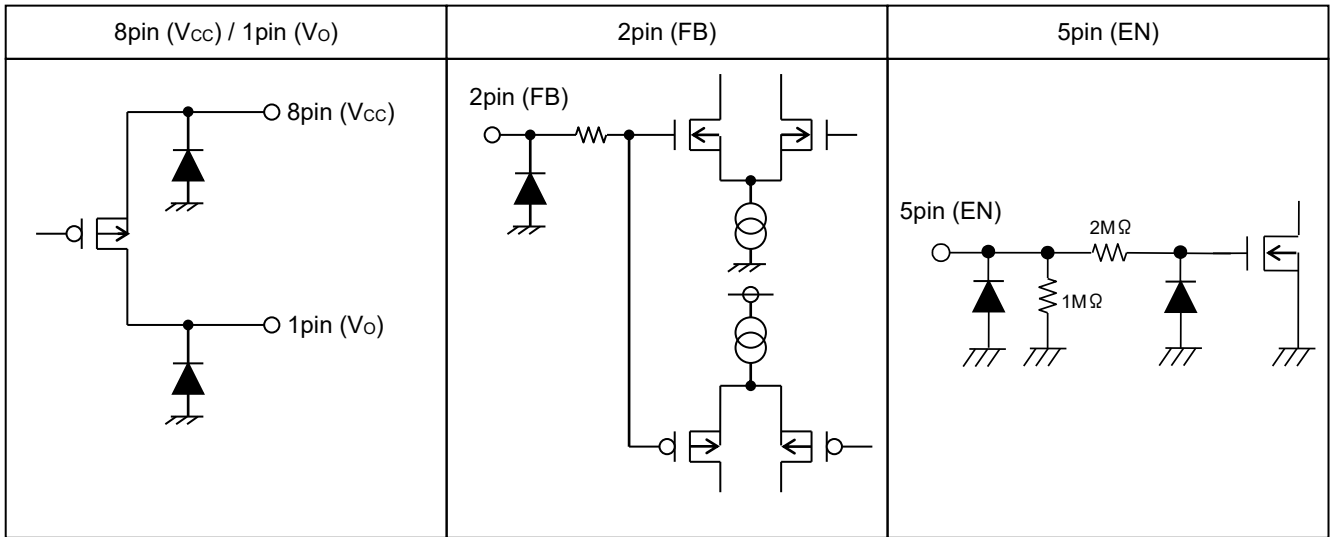 8pin (VCC) / 1pin (VO)
2pin (FB)
5pin (EN)
8pin (VCC)
1pin (VO)
2pin (FB)
5pin (EN)
2MΩ
1MΩ